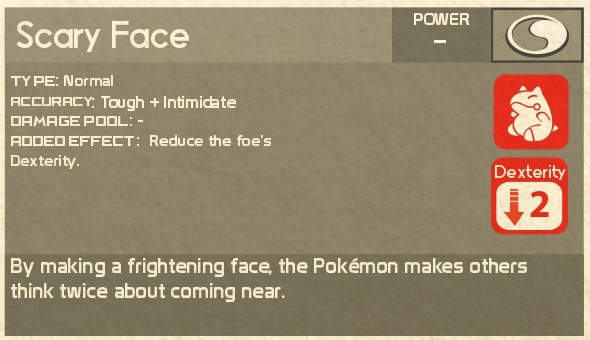 Scary Face
POWER
–
TYPE: Normal
ACCURACY: Tough + Intimidate
DAMAGE POOL: -
ADDED EFFECT: Reduce the foe's
Dexterity.
Dexterity
2
By making a frightening face, the Pokémon makes others
think twice about coming near.